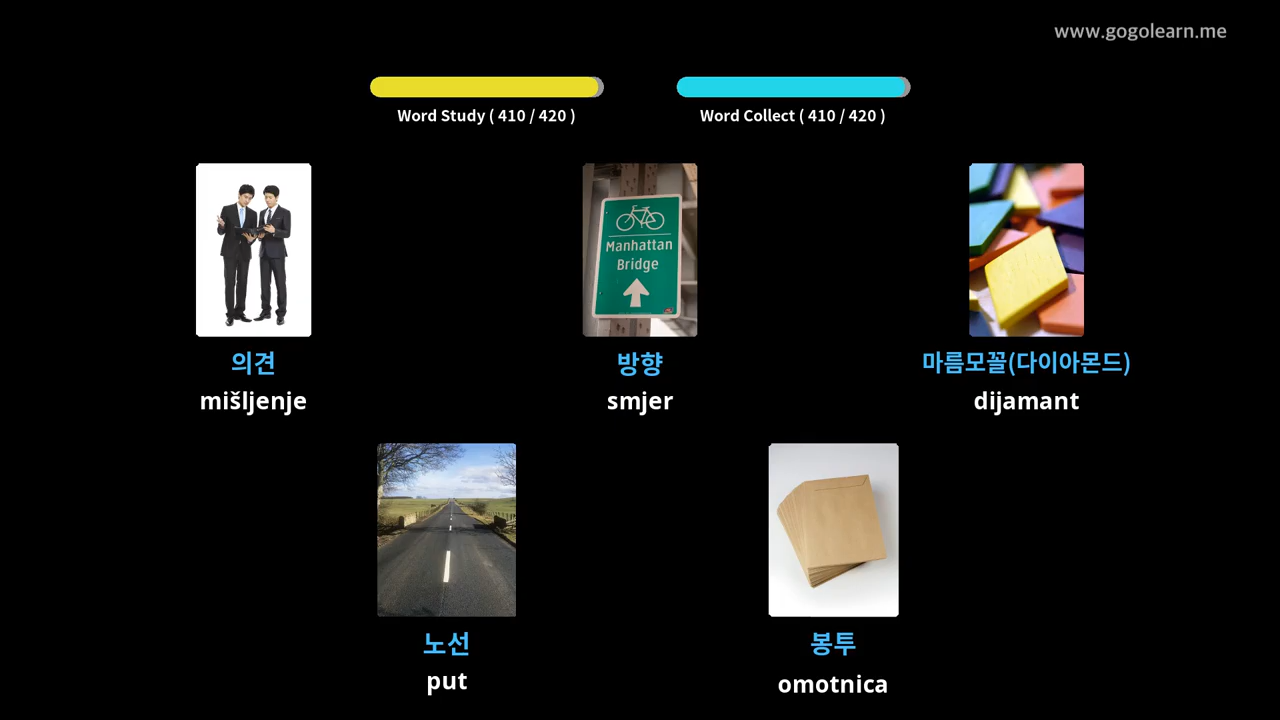 www.gogolearn.me
Word Study ( 410 / 420 )
Word Collect ( 410 / 420 )
Manhattan
Bridge
의견
방향
마름모꼴(다이아몬드)
mišljenje
smjer
dijamant
노선
봉투
put
omotnica